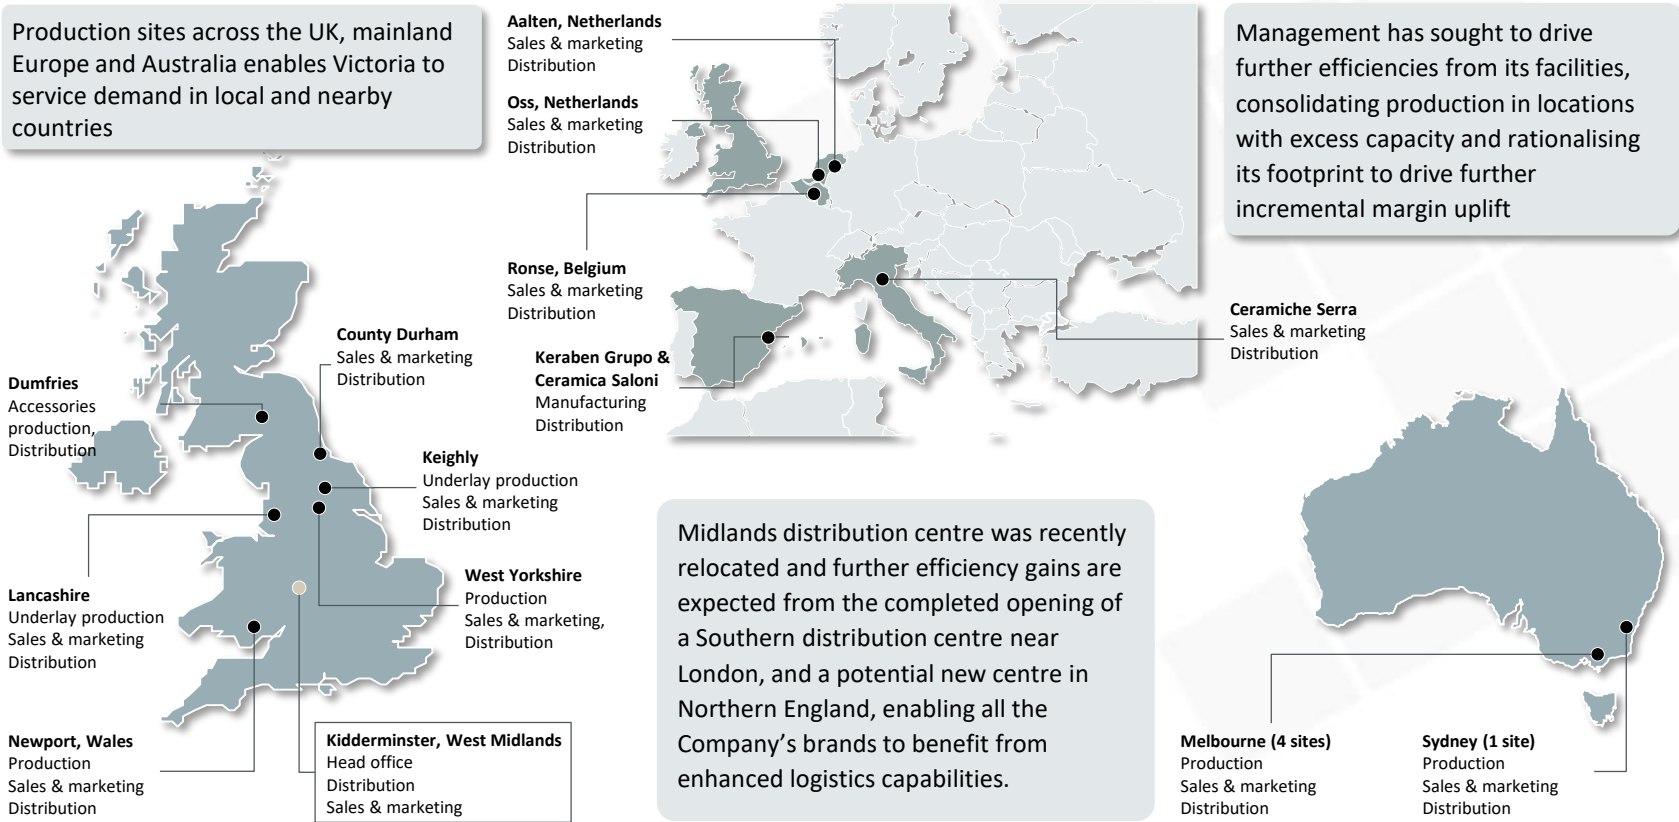 Production sites across the UK, mainland
Europe and Australia enables Victoria to
service demand in local and nearby
countries
Aalten, Netherlands
Sales & marketing
Distribution
Oss, Netherlands
Sales & marketing
Distribution
Ronse, Belgium
Sales & marketing
Distribution
Keraben Grupo &
Ceramica Saloni
Manufacturing
Distribution
Management has sought to drive
further efficiencies from its facilities,
consolidating production in locations
with excess capacity and rationalising
its footprint to drive further
incremental margin uplift
Ceramiche Serra
Sales & marketing
Distribution
County Durham
Sales & marketing
Distribution
Dumfries
Accessories
production,
Distribution
Keighly
Underlay production
Sales & marketing
Distribution
West Yorkshire
Production
Sales & marketing,
Distribution
Lancashire
Underlay production
Sales & marketing
Distribution
Newport, Wales
Production
Sales & marketing
Distribution
Kidderminster, West Midlands
Head office
Distribution
Sales & marketing
Midlands distribution centre was recently
relocated and further efficiency gains are
expected from the completed opening of
a Southern distribution centre near
London, and a potential new centre in
Northern England, enabling all the
Company’s brands to benefit from
enhanced logistics capabilities.
Melbourne (4 sites)
Production
Sales & marketing
Distribution
Sydney (1 site)
Production
Sales & marketing
Distribution